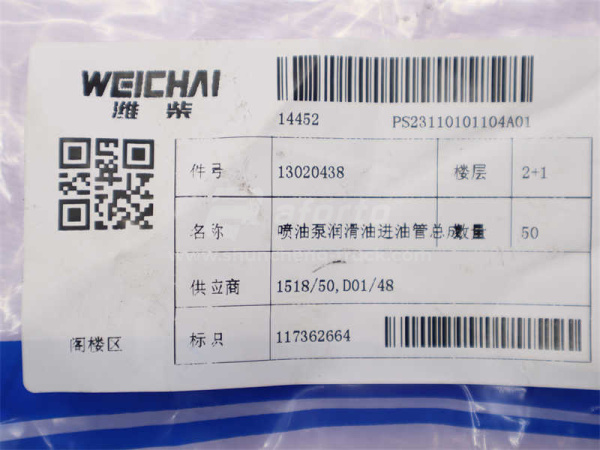 WEICHAI
潍柴
14452 PS23110101104A01
件号 13020438 楼层 2+1
名称 喷油泵润滑油进油管总成 数量 50
供应商 1518/50,D01/48
阁楼区 标识 117362664